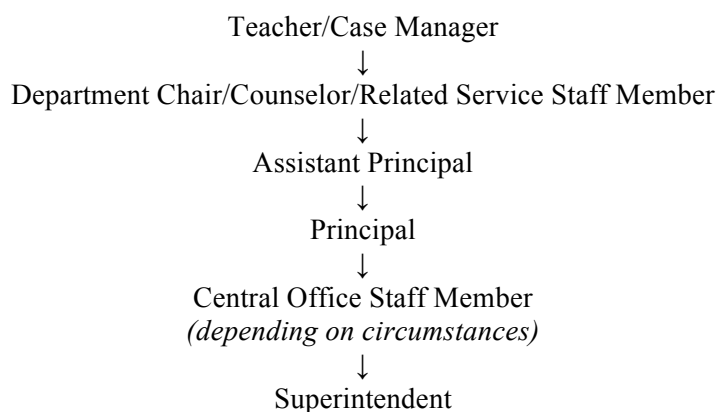 Teacher/Case Manager
↓
Department Chair/Counselor/Related Service Staff Member
↓
Assistant Principal
↓
Principal
↓
Central Office Staff Member
(depending on circumstances)
↓
Superintendent